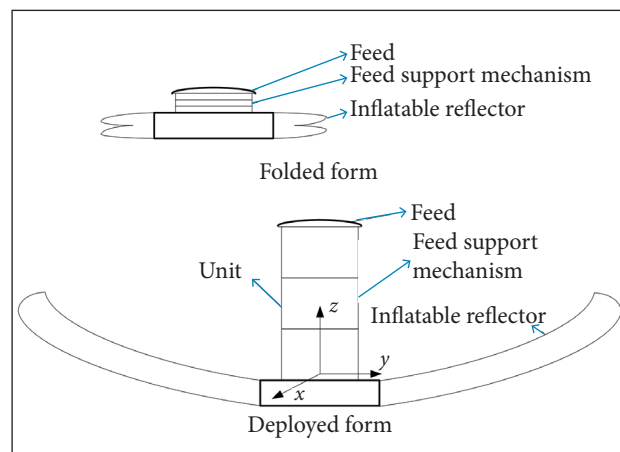 Feed
Feed support mechanism
Inflatable reflector
Folded form
Feed
Feed support
mechanism
Unit
z
Inflatable reflector
y
x
Deployed form